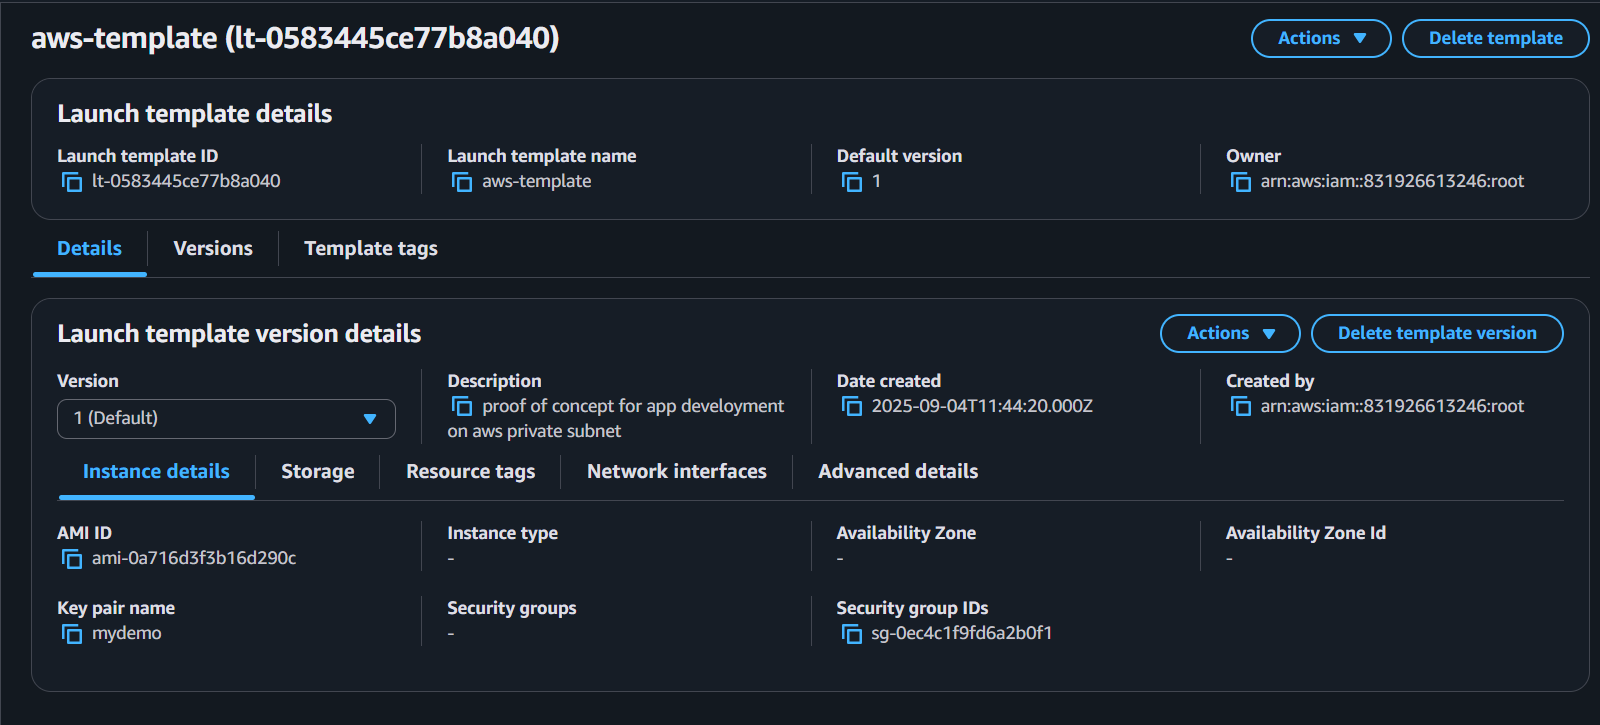 aws-template (lt-0583445ce77b8a040)
Actions
Delete template
Launch template details
Launch template ID
lt-0583445ce77b8a040
Launch template name
aws-template
Default version
1
Owner
arn:aws:iam::831926613246:root
Details
Versions
Template tags
Launch template version details
Actions
Delete template version
Version
1 (Default)
Description
proof of concept for app develoyment
on aws private subnet
Date created
2025-09-04T11:44:20.000Z
Created by
arn:aws:iam::831926613246:root
Instance details
Storage
Resource tags
Network interfaces
Advanced details
AMI ID
ami-0a716d3f3b16d290c
Instance type
-
Availability Zone
-
Availability Zone Id
-
Key pair name
mydemo
Security groups
-
Security group IDs
sg-0ec4c1f9fd6a2b0f1